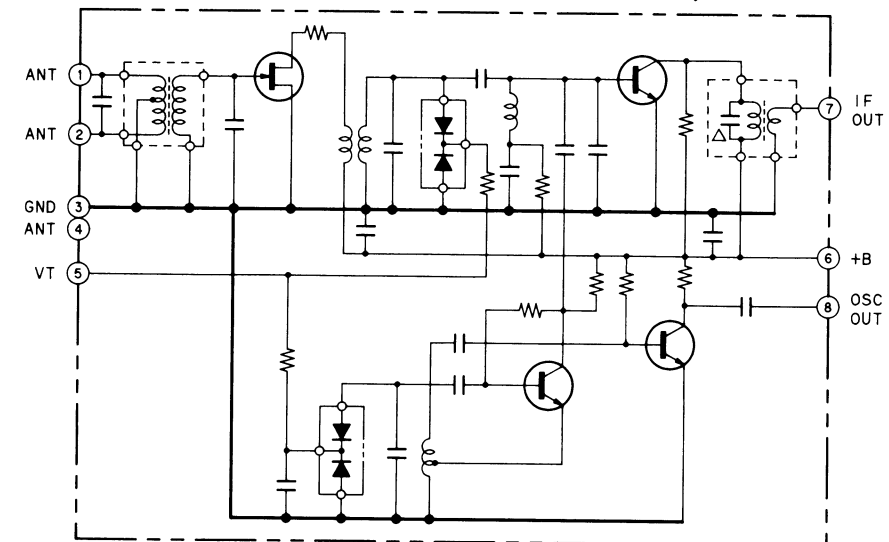 ANT 1
ANT 2
GND 3
ANT 4
VT 5
7 IF OUT
6 +B
8 OSC OUT